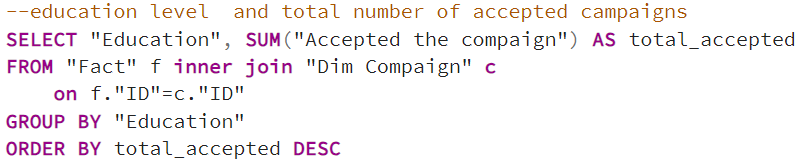 --education level  and total number of accepted campaigns
SELECT "Education", SUM("Accepted the compaign") AS total_accepted
FROM "Fact" f inner join "Dim Compaign" c
    on f."ID"=c."ID"
GROUP BY "Education"
ORDER BY total_accepted DESC